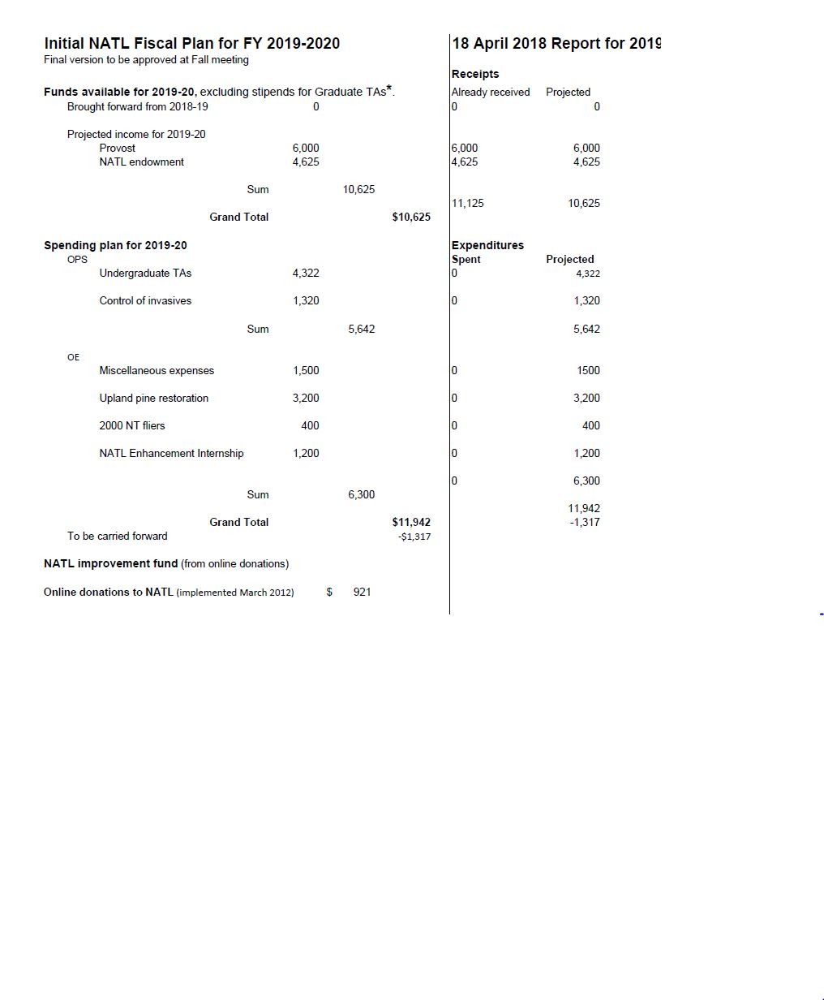 Initial NATL Fiscal Plan for FY 2019-2020
Final version to be approved at Fall meeting
Funds available for 2019-20, excluding stipends for Graduate TAs*.
Brought forward from 2018-19 0
Projected income for 2019-20
Provost 6,000
NATL endowment 4,625
Sum 10,625
Grand Total $10,625
Spending plan for 2019-20
OPS
Undergraduate TAs 4,322
Control of invasives 1,320
Sum 5,642
OE
Miscellaneous expenses 1,500
Upland pine restoration 3,200
2000 NT fliers 400
NATL Enhancement Internship 1,200
Sum 6,300
Grand Total $11,942
To be carried forward -$1,317
NATL improvement fund (from online donations)
Online donations to NATL (implemented March 2012) $ 921
18 April 2018 Report for 2019
Receipts
Already received Projected
0 0
6,000 6,000
4,625 4,625
11,125 10,625
Expenditures
Spent Projected
0 4,322
0 1,320
5,642
0 1500
0 3,200
0 400
0 1,200
0 6,300
11,942
-1,317